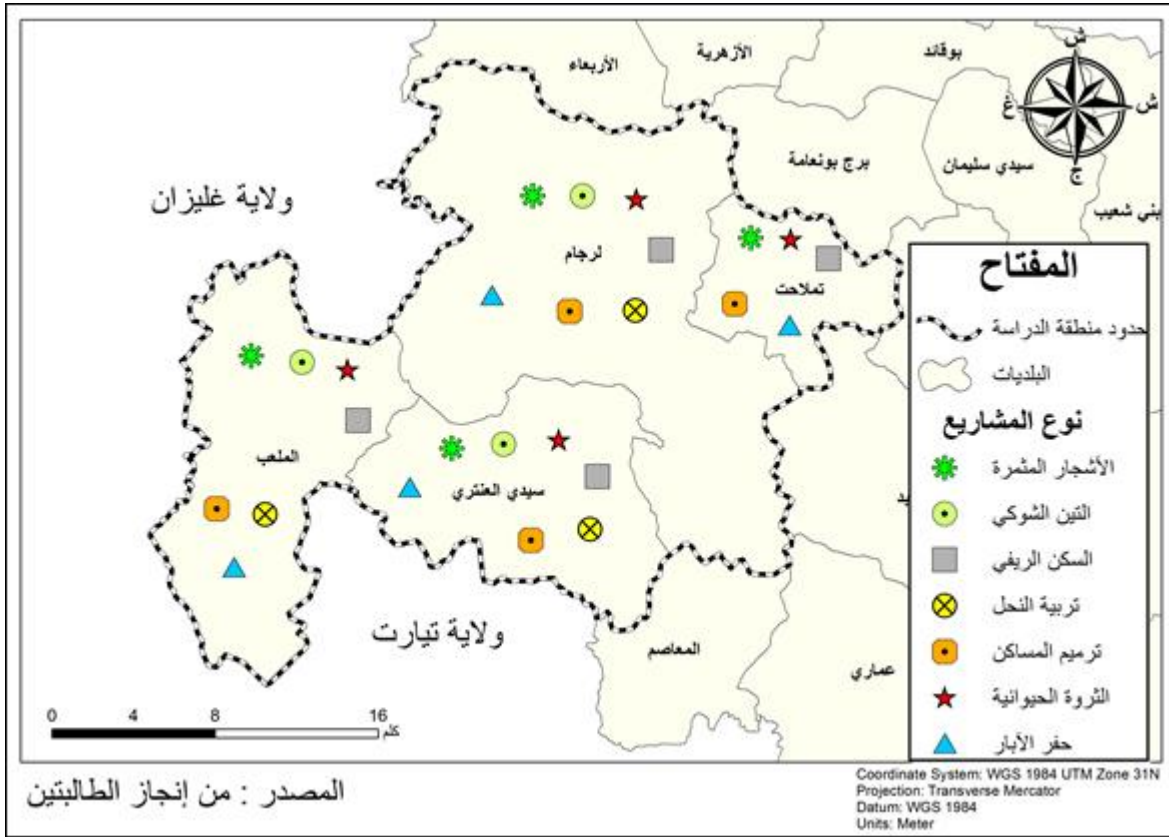 الأربعاء
الأزهرية
بوقائد
ش
غ
ش
ج
برج بونعامة
سيدي سليمان
بني شعيب
ولاية غليزان
لرجام
تملاحت
الملعب
سيدي العنتري
ولاية تيارت
المعاصم
عماري
يد
المفتاح
حدود منطقة الدراسة
البلديات
نوع المشاريع
الأشجار المثمرة
التين الشوكي
السكن الريفي
تربية النحل
ترميم المساكن
الثروة الحيوانية
حفر الآبار
0 4 8 16
كلم
المصدر : من إنجاز الطالبتين
Coordinate System: WGS 1984 UTM Zone 31N
Projection: Transverse Mercator
Datum: WGS 1984
Units: Meter